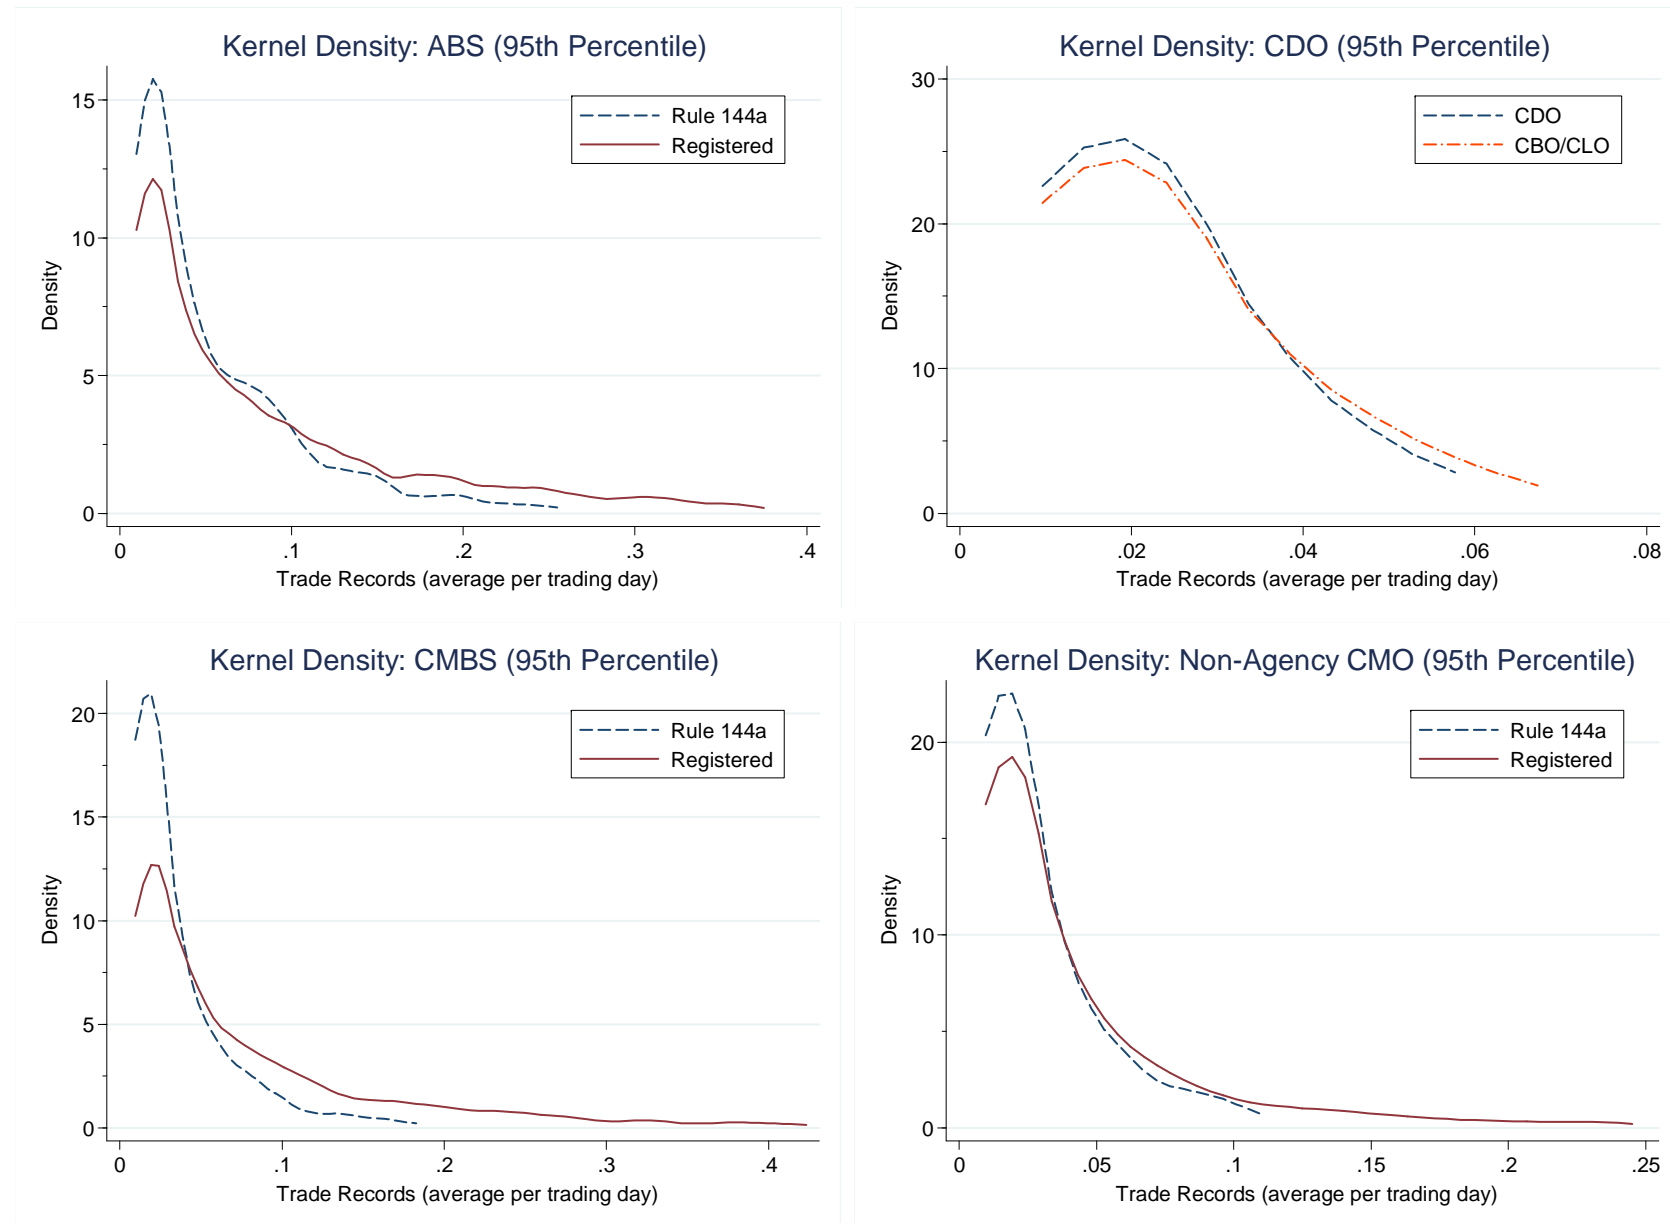 Kernel Density: ABS (95th Percentile)
15
10
5
0
Density
Rule 144a
Registered
0 .1 .2 .3 .4
Trade Records (average per trading day)
Kernel Density: CDO (95th Percentile)
30
20
10
0
Density
CDO
CBO/CLO
0 .02 .04 .06 .08
Trade Records (average per trading day)
Kernel Density: CMBS (95th Percentile)
20
15
10
5
0
Density
Rule 144a
Registered
0 .1 .2 .3 .4
Trade Records (average per trading day)
Kernel Density: Non-Agency CMO (95th Percentile)
20
10
0
Density
Rule 144a
Registered
0 .05 .1 .15 .2 .25
Trade Records (average per trading day)